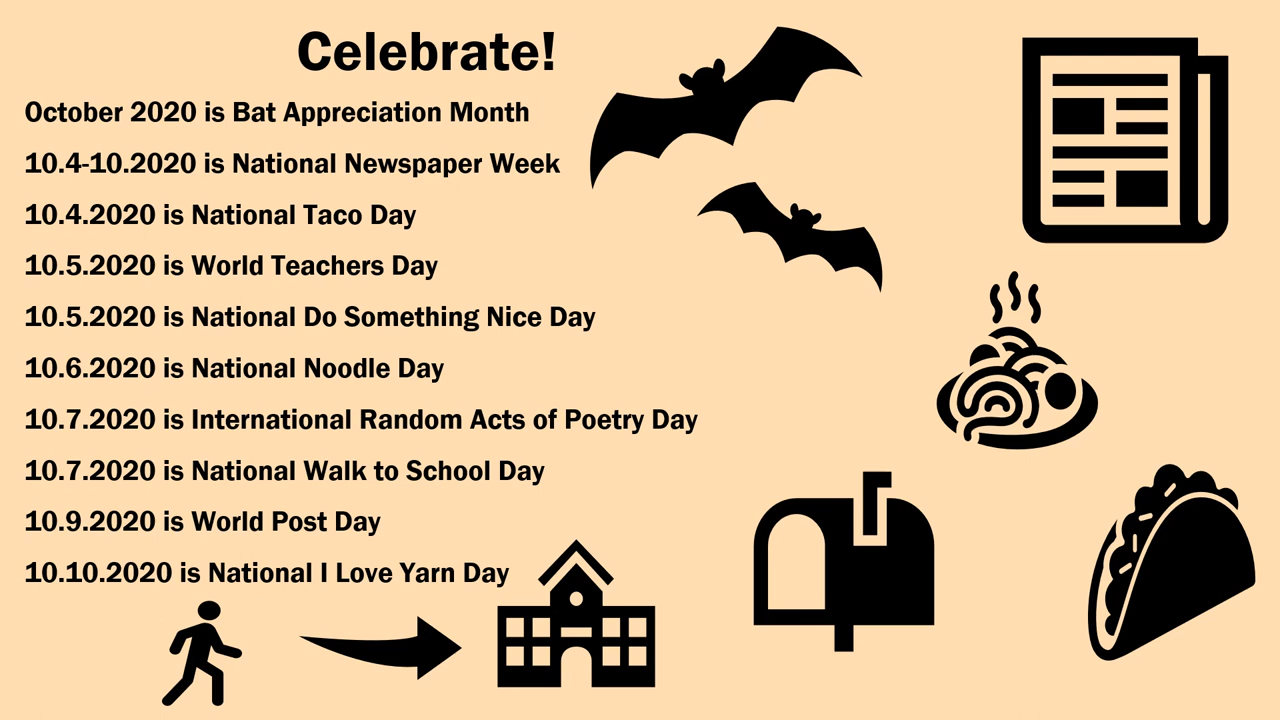 Celebrate!
October 2020 is Bat Appreciation Month
10.4-10.2020 is National Newspaper Week
10.4.2020 is National Taco Day
10.5.2020 is World Teachers Day
10.5.2020 is National Do Something Nice Day
10.6.2020 is National Noodle Day
10.7.2020 is International Random Acts of Poetry Day
10.7.2020 is National Walk to School Day
10.9.2020 is World Post Day
10.10.2020 is National I Love Yarn Day